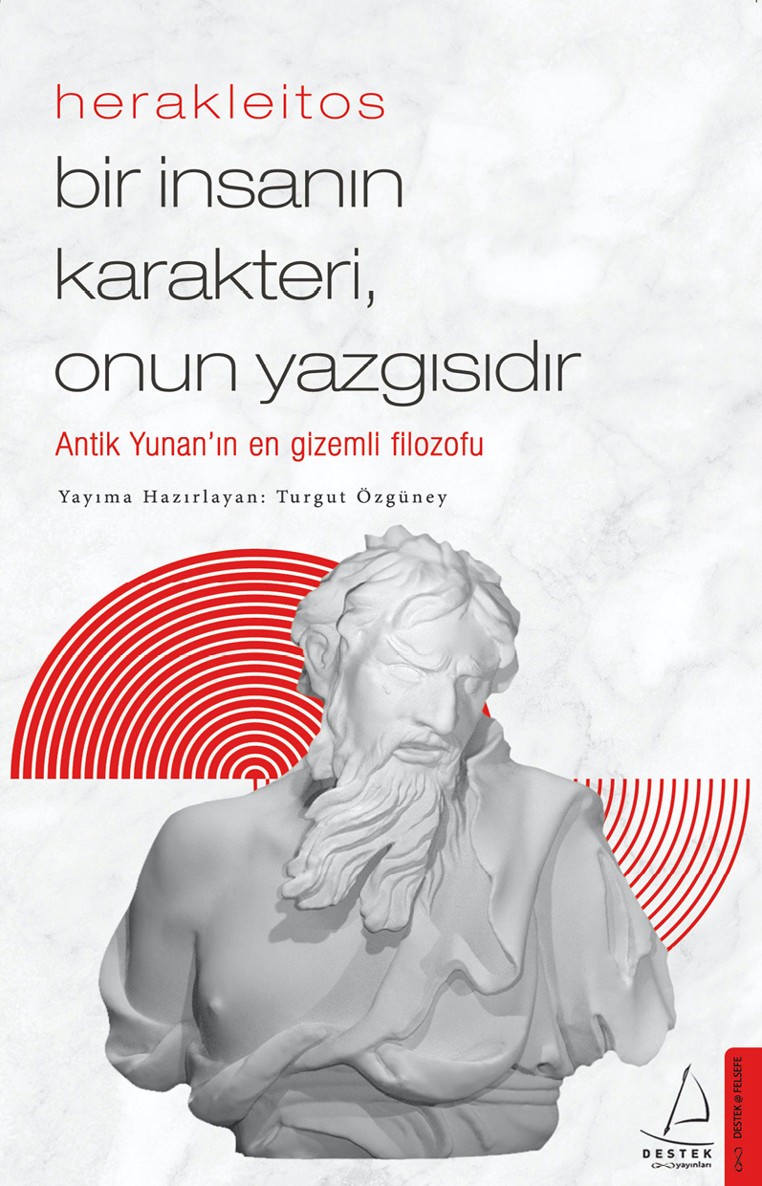 herakleitos
bir insanın
karakteri,
onun yazgısıdır
Antik Yunan'ın en gizemli filozofu
Yayıma Hazırlayan: Turgut Özgüney
DESTEK
yayınları
DESTEK @ FELSEFE